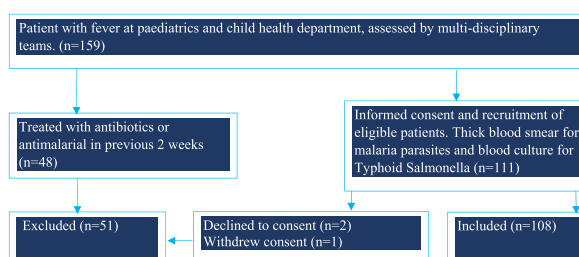 Patient with fever at paediatrics and child health department, assessed by multi-disciplinary
teams. (n=159)
Treated with antibiotics or
antimalarial in previous 2 weeks
(n=48)
Informed consent and recruitment of
eligible patients. Thick blood smear for
malaria parasites and blood culture for
Typhoid Salmonella (n=111)
Excluded (n=51)
Declined to consent (n=2)
Withdrew consent (n=1)
Included (n=108)